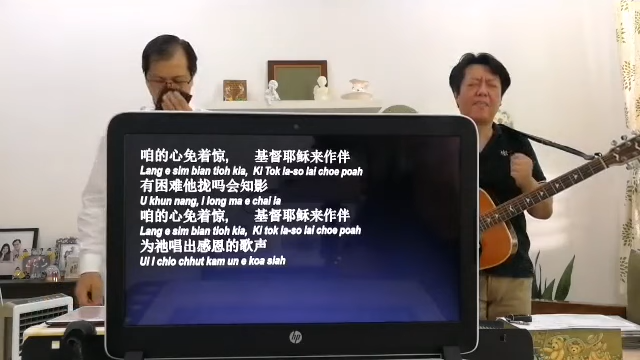 咱的心免着惊， 基督耶稣来作伴
Lang e sim bian tioh kia, Ki Tok Ia-so lai choe poah
有困难他拢吗会知影
U khun nang, I long ma e chai ia
咱的心免着惊， 基督耶稣来作伴
Lang e sim bian tioh kia, Ki tok Ia-so lai choe poah
为祂唱出感恩的歌声
Ui I chio chhut kam un e koa siah
hp